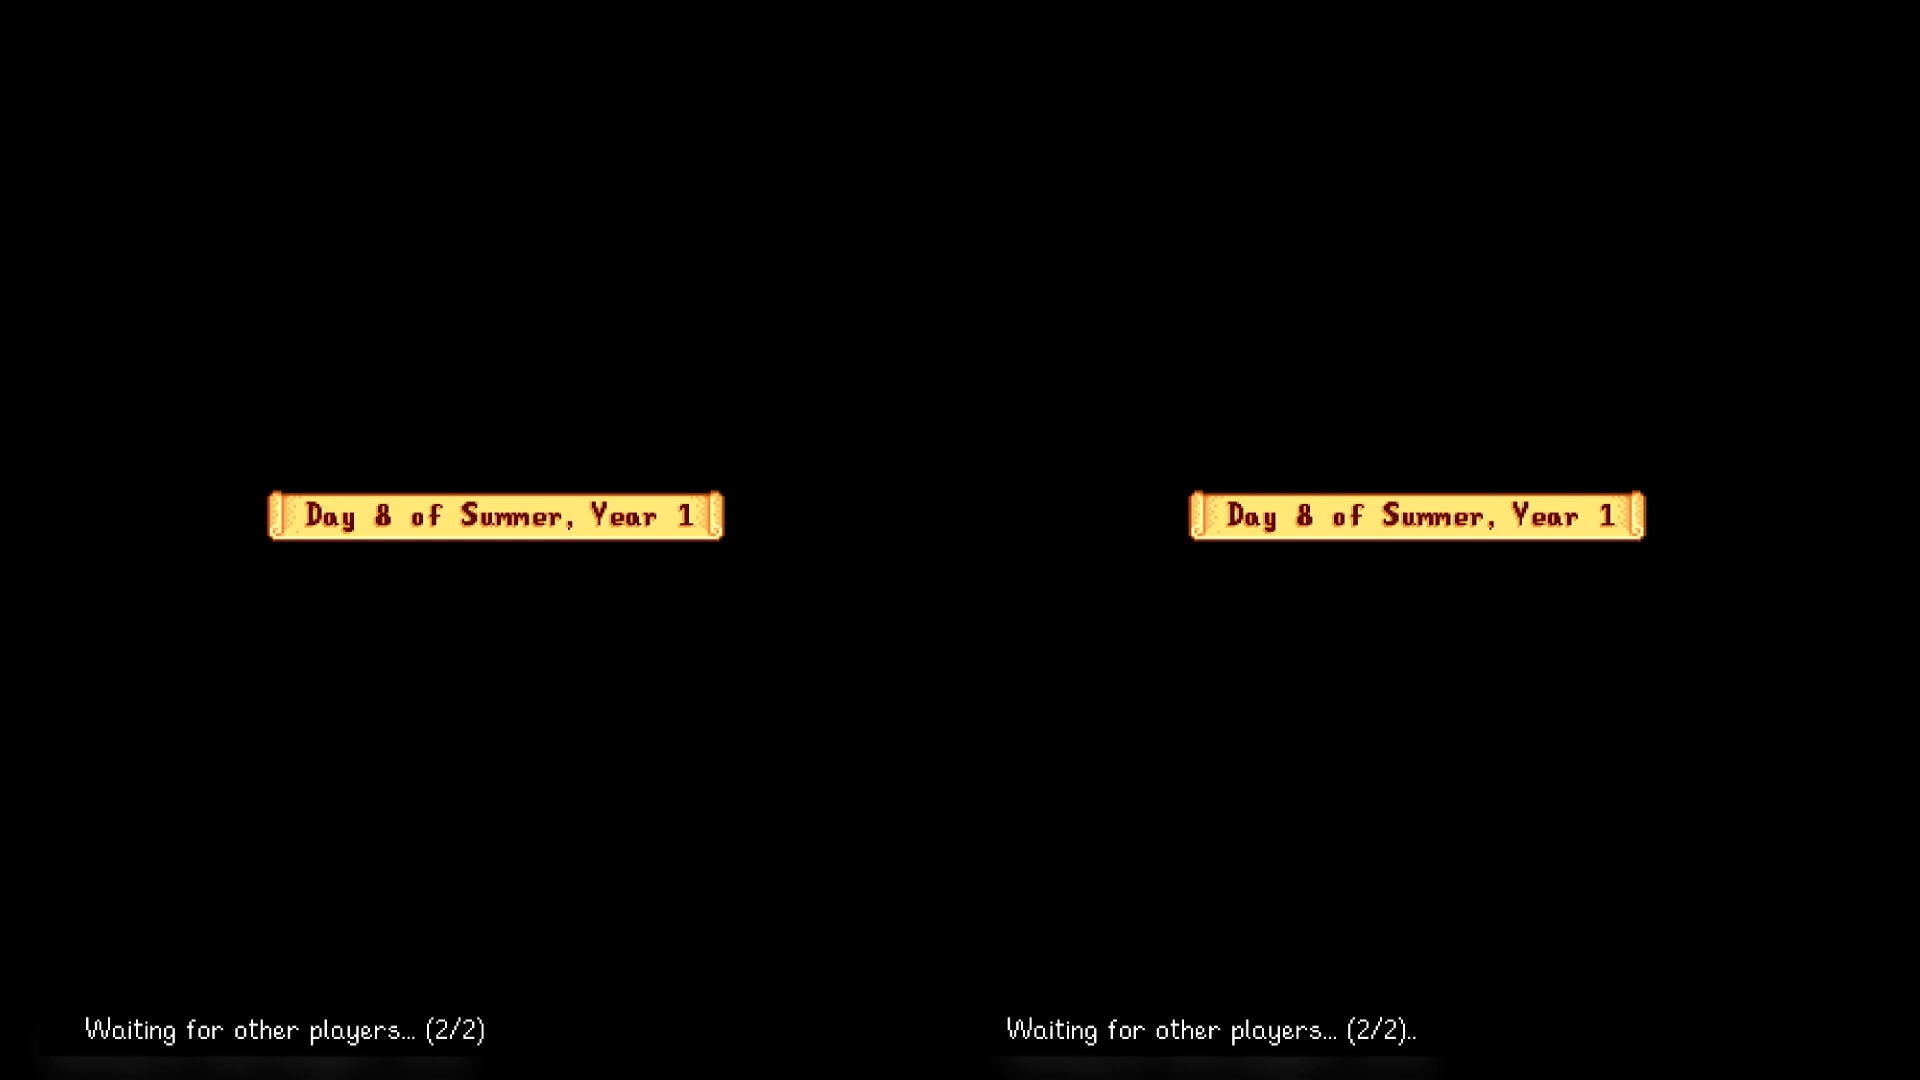 Day 8 of Summer, Year 1
Day 8 of Summer, Year 1
Waiting for other players... (2/2)
Waiting for other players... (2/2)..